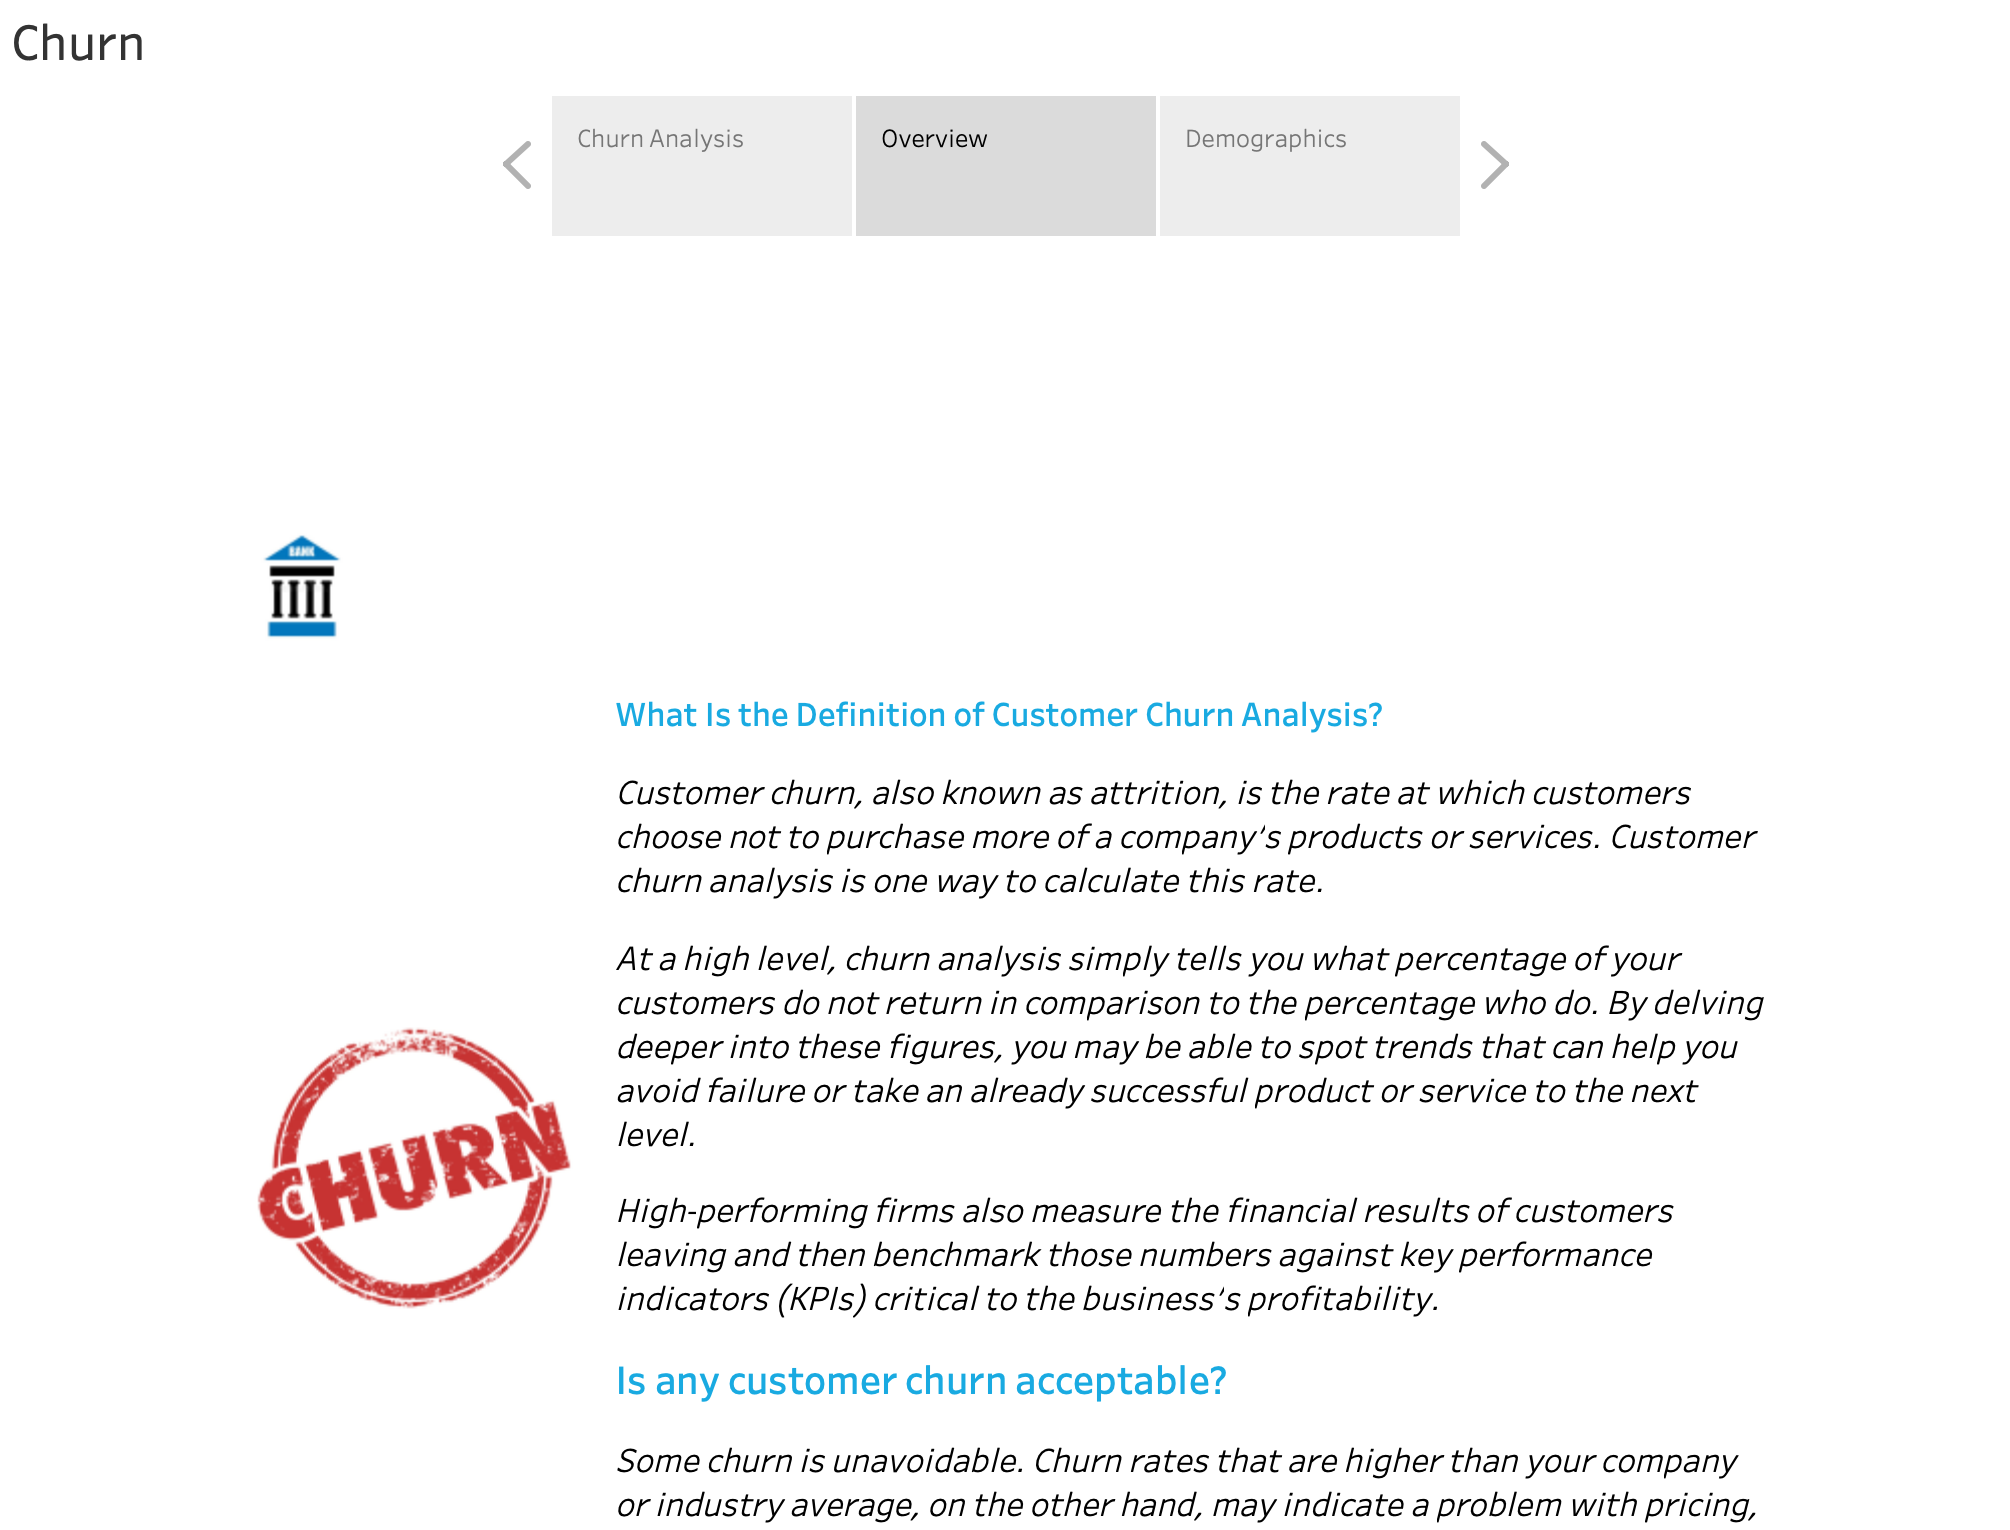 Churn
Churn Analysis
Overview
Demographics
BANK
What Is the Definition of Customer Churn Analysis?
Customer churn, also known as attrition, is the rate at which customers
choose not to purchase more of a company's products or services. Customer
churn analysis is one way to calculate this rate.
At a high level, churn analysis simply tells you what percentage of your
customers do not return in comparison to the percentage who do. By delving
deeper into these figures, you may be able to spot trends that can help you
avoid failure or take an already successful product or service to the next
level.
CHURN
High-performing firms also measure the financial results of customers
leaving and then benchmark those numbers against key performance
indicators (KPIs) critical to the business's profitability.
Is any customer churn acceptable?
Some churn is unavoidable. Churn rates that are higher than your company
or industry average, on the other hand, may indicate a problem with pricing,